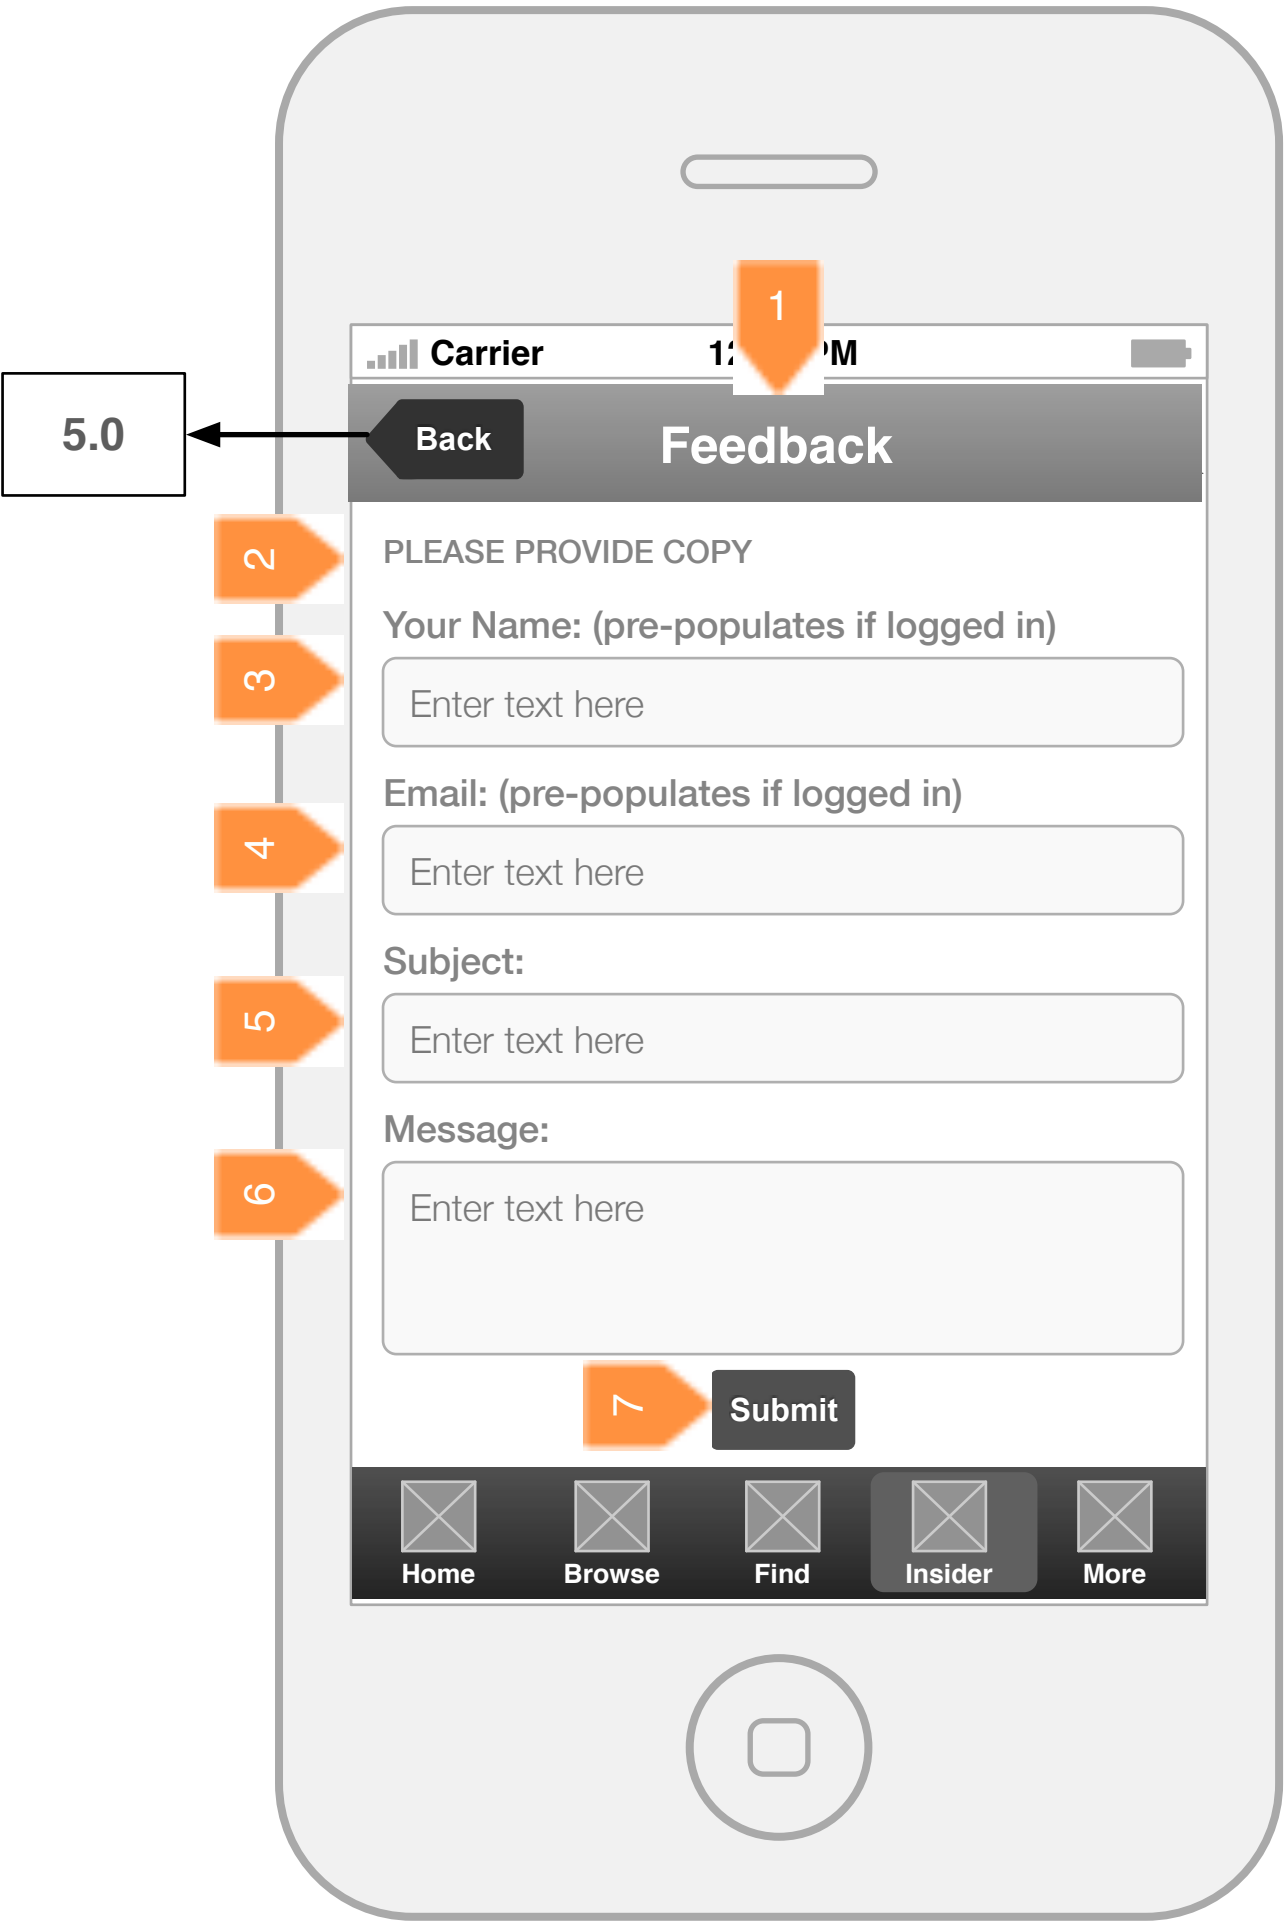 1
Carrier
PM
5.0
Back
Feedback
2
PLEASE PROVIDE COPY
Your Name: (pre-populates if logged in)
3
Enter text here
Email: (pre-populates if logged in)
4
Enter text here
Subject:
5
Enter text here
Message:
6
Enter text here
7
Submit
Home
Browse
Find
Insider
More